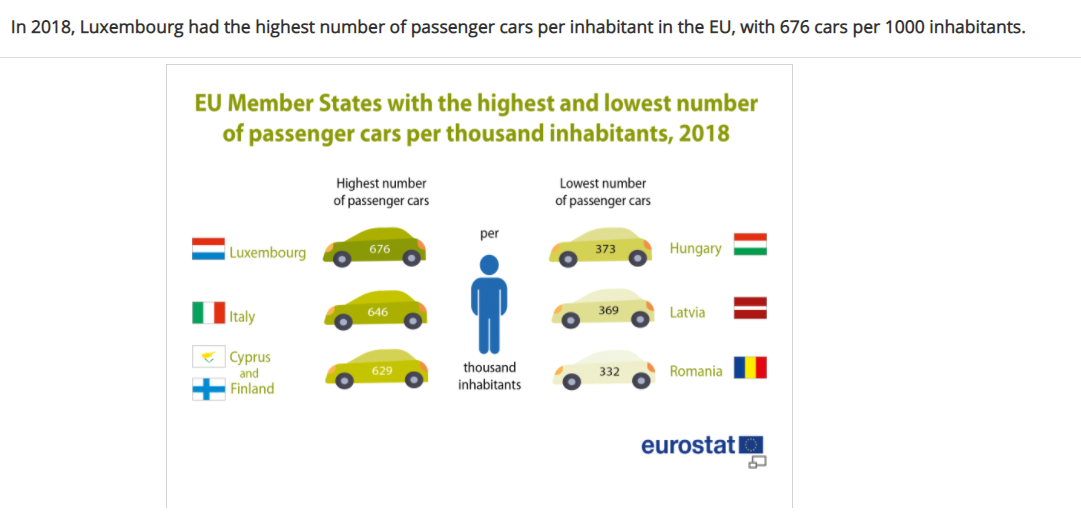 In 2018, Luxembourg had the highest number of passenger cars per inhabitant in the EU, with 676 cars per 1000 inhabitants.
EU Member States with the highest and lowest number
of passenger cars per thousand inhabitants, 2018
Highest number
of passenger cars
Lowest number
of passenger cars
per
Luxembourg
676
373
Hungary
Italy
646
369
Latvia
Cyprus
and
Finland
629
thousand
inhabitants
332
Romania
eurostat